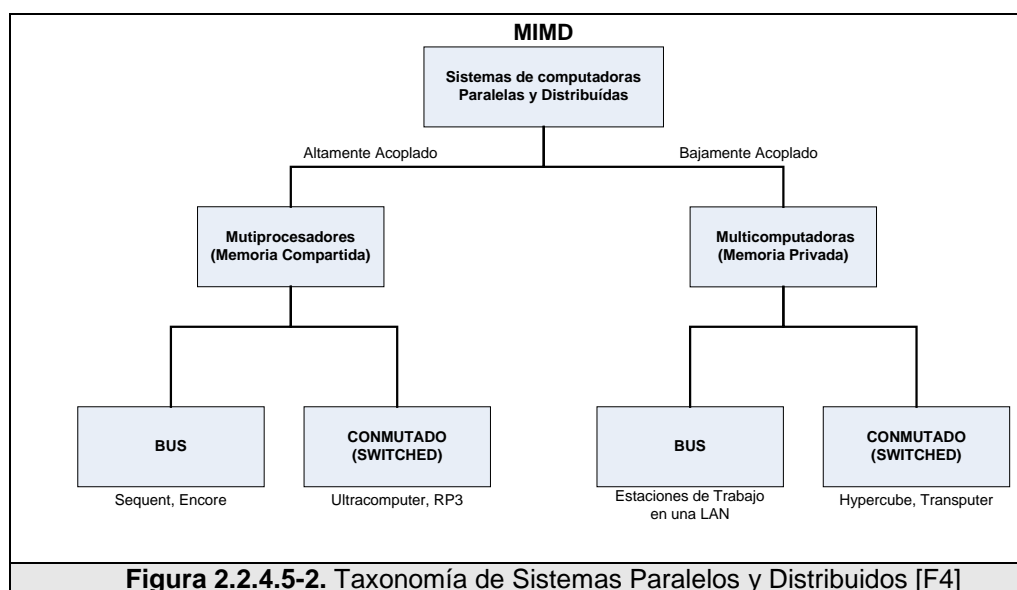 MIMD
Sistemas de computadoras
Paralelas y Distribuídas
Altamente Acoplado
Bajamente Acoplado
Mutiprocesadores
(Memoria Compartida)
Multicomputadoras
(Memoria Privada)
BUS
CONMUTADO
(SWITCHED)
BUS
CONMUTADO
(SWITCHED)
Sequent, Encore
Ultracomputer, RP3
Estaciones de Trabajo
en una LAN
Hypercube, Transputer
Figura 2.2.4.5-2. Taxonomía de Sistemas Paralelos y Distribuidos [F4]